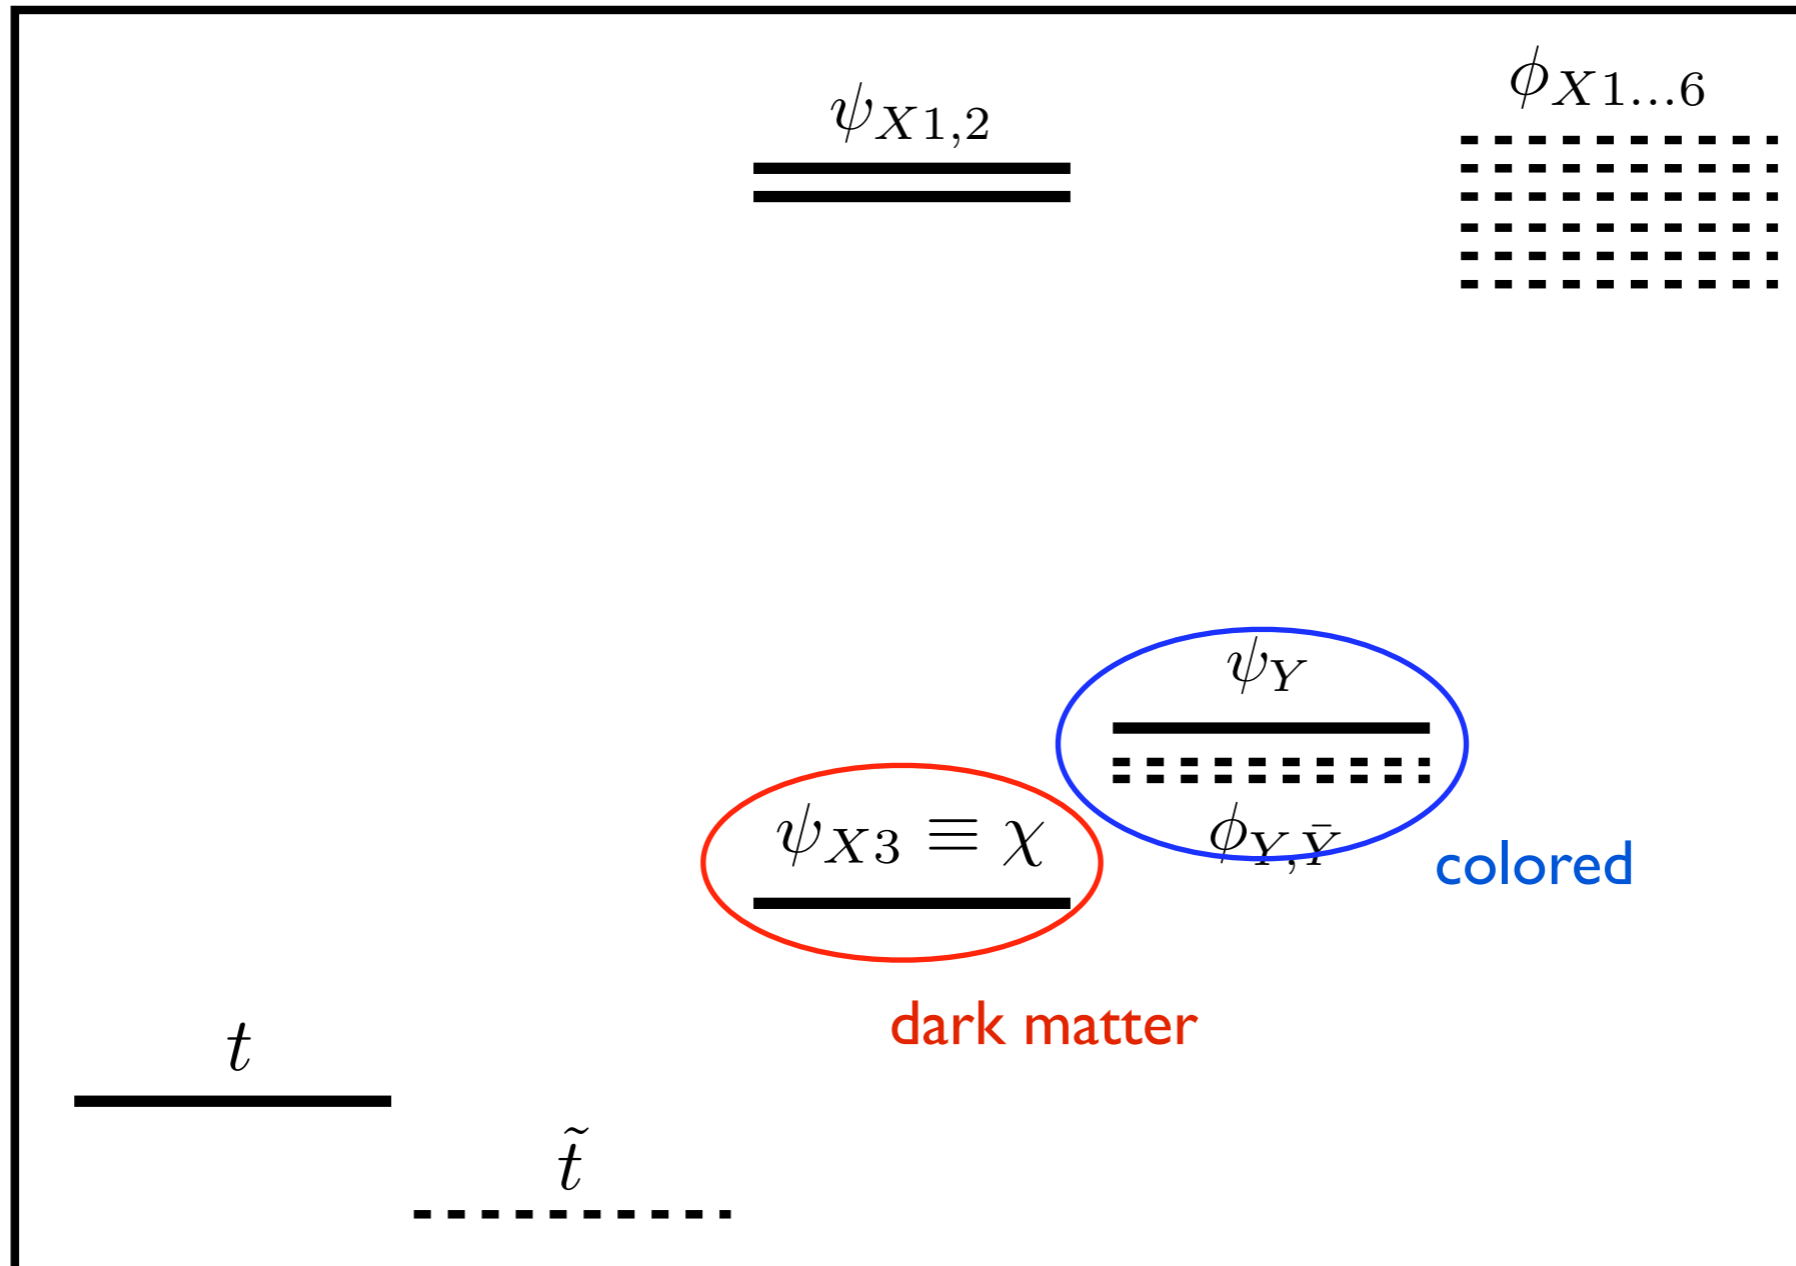 ϕ_{X1...6}
ψ_{X1,2}
ψ_Y
ψ_{X3} ≡ χ
ϕ_{Y,Ȳ}
colored
dark matter
t
t̃